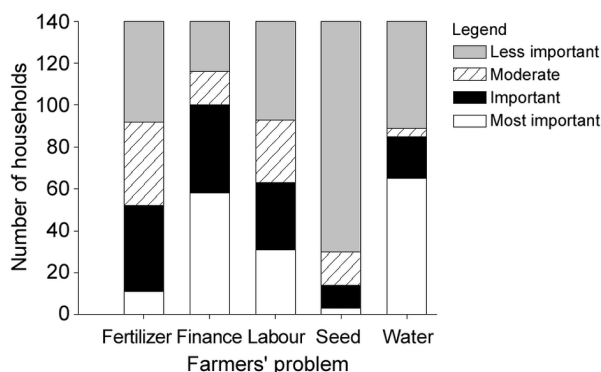 140
120
100
80
60
40
20
0
Number of households
Fertilizer Finance Labour Seed Water
Farmers' problem
Legend
Less important
Moderate
Important
Most important